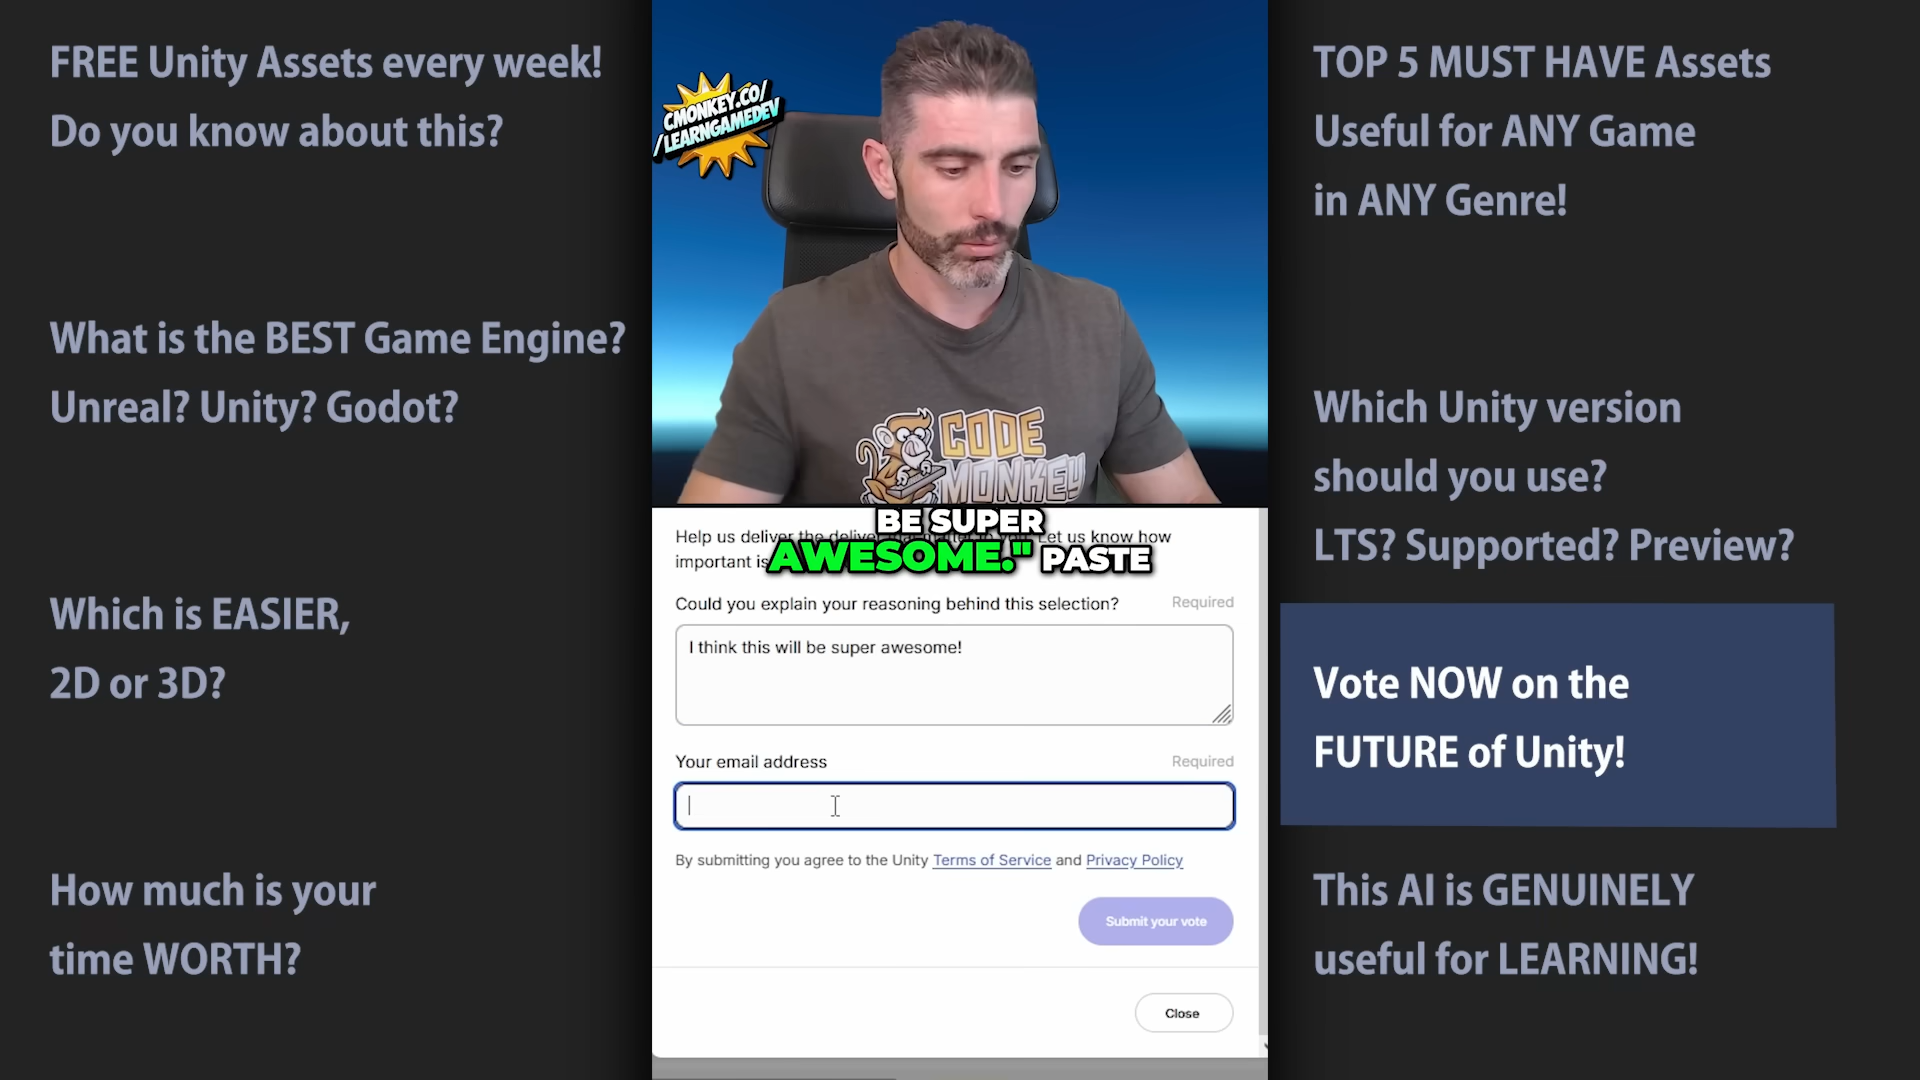 FREE Unity Assets every week!
Do you know about this?
What is the BEST Game Engine?
Unreal? Unity? Godot?
Which is EASIER,
2D or 3D?
How much is your
time WORTH?
CMONKEY.CO/
/LEARNGAMEDEV
CODE
MONKEY
BE SUPER
AWESOME." PASTE
Help us deliver the deliver to you. Let us know how
important is
Could you explain your reasoning behind this selection? Required
I think this will be super awesome!
Your email address Required
By submitting you agree to the Unity Terms of Service and Privacy Policy
Submit your vote
Close
TOP 5 MUST HAVE Assets
Useful for ANY Game
in ANY Genre!
Which Unity version
should you use?
LTS? Supported? Preview?
Vote NOW on the
FUTURE of Unity!
This AI is GENUINELY
useful for LEARNING!